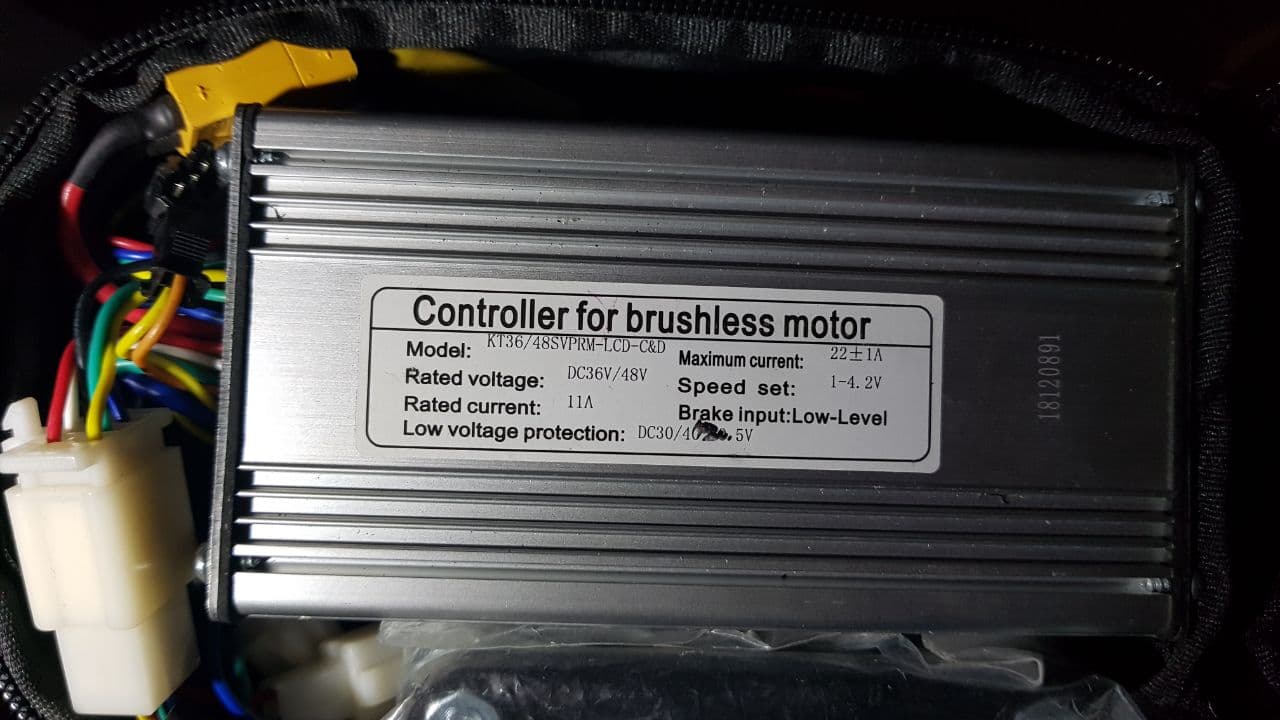 Controller for brushless motor
Model: KT36/48SVPRM-LCD-C&D
Maximum current: 22±1A
Rated voltage: DC36V/48V
Speed set: 1-4.2V
Rated current: 11A
Brake input:Low-Level
Low voltage protection: DC30/40 .5V
18120891